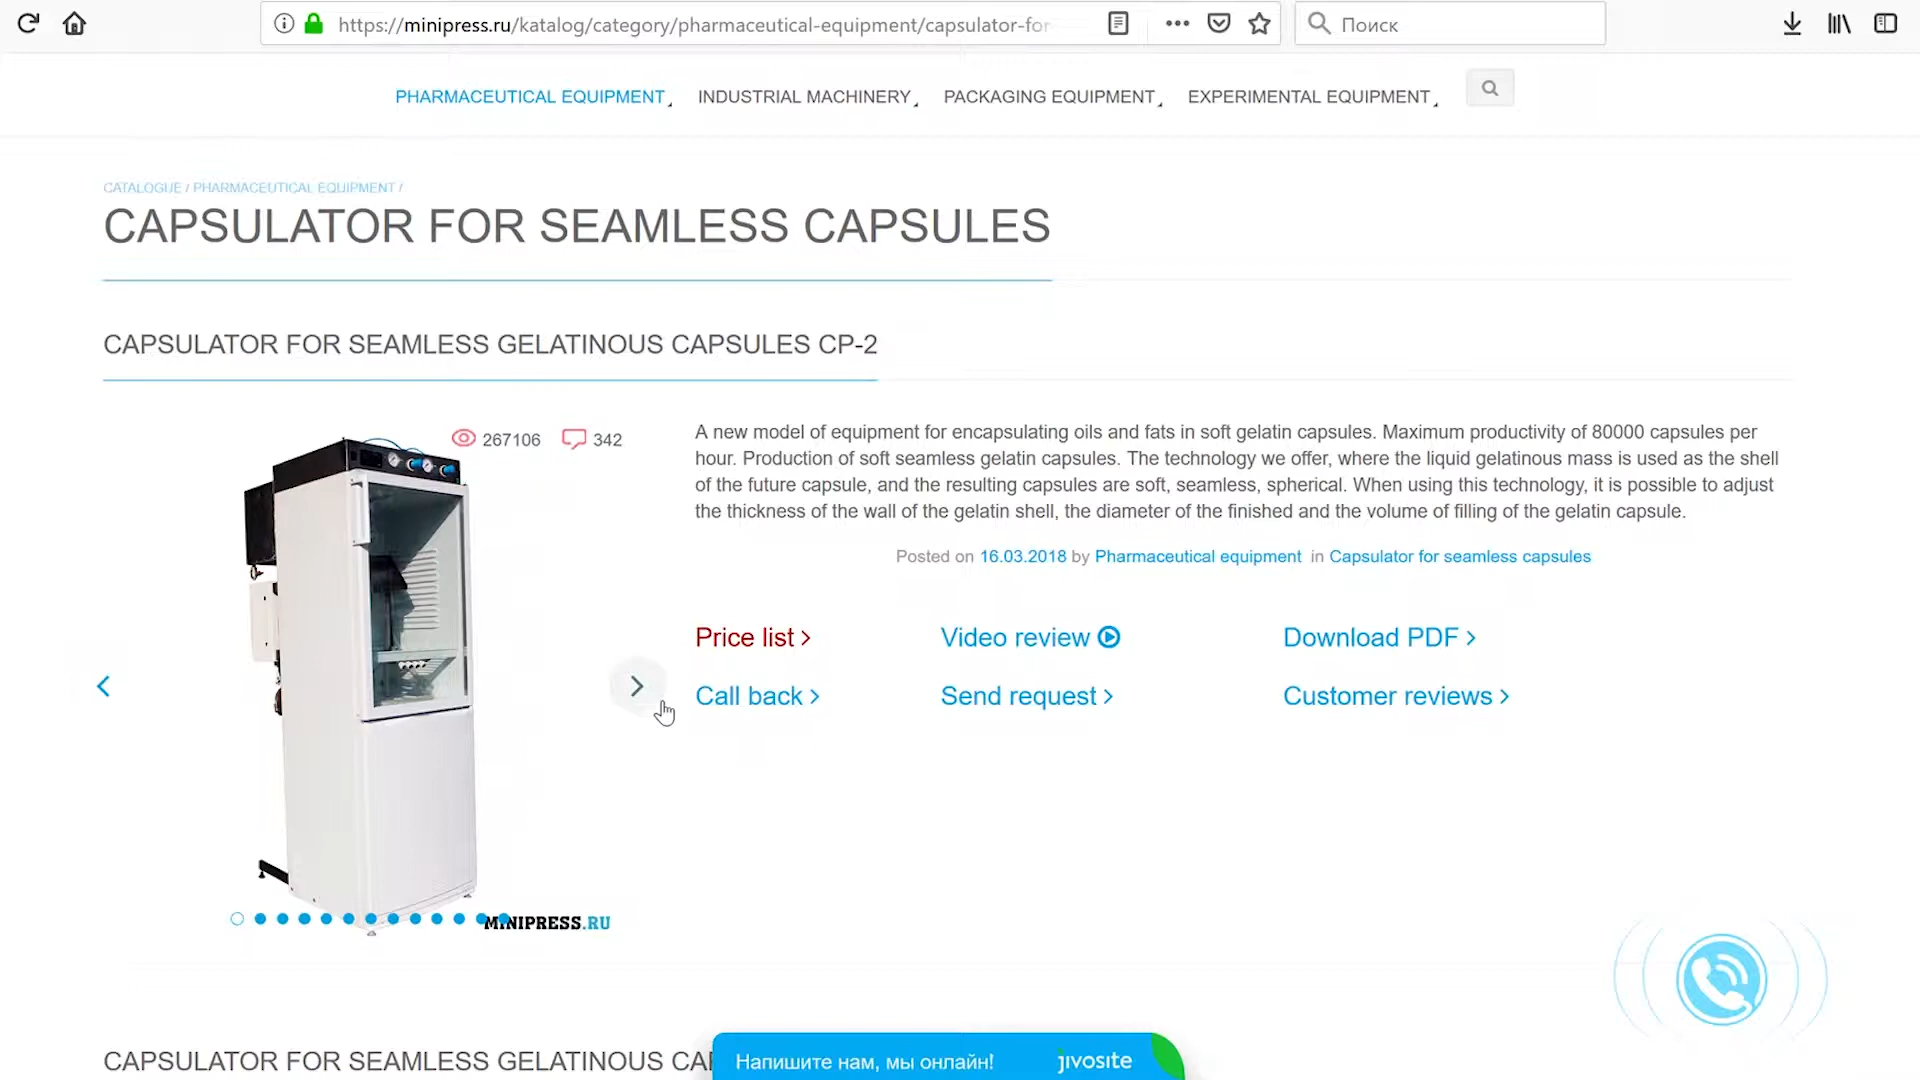 https://minipress.ru/katalog/category/pharmaceutical-equipment/capsulator-for-
Поиск
PHARMACEUTICAL EQUIPMENT
INDUSTRIAL MACHINERY
PACKAGING EQUIPMENT
EXPERIMENTAL EQUIPMENT
CATALOGUE / PHARMACEUTICAL EQUIPMENT /
CAPSULATOR FOR SEAMLESS CAPSULES
CAPSULATOR FOR SEAMLESS GELATINOUS CAPSULES CP-2
267106
342
A new model of equipment for encapsulating oils and fats in soft gelatin capsules. Maximum productivity of 80000 capsules per
hour. Production of soft seamless gelatin capsules. The technology we offer, where the liquid gelatinous mass is used as the shell
of the future capsule, and the resulting capsules are soft, seamless, spherical. When using this technology, it is possible to adjust
the thickness of the wall of the gelatin shell, the diameter of the finished and the volume of filling of the gelatin capsule.
Posted on 16.03.2018 by Pharmaceutical equipment in Capsulator for seamless capsules
Price list
Video review
Download PDF
Call back
Send request
Customer reviews
MINIPRESS.RU
CAPSULATOR FOR SEAMLESS GELATINOUS
Напишите нам, мы онлайн!
jivosite